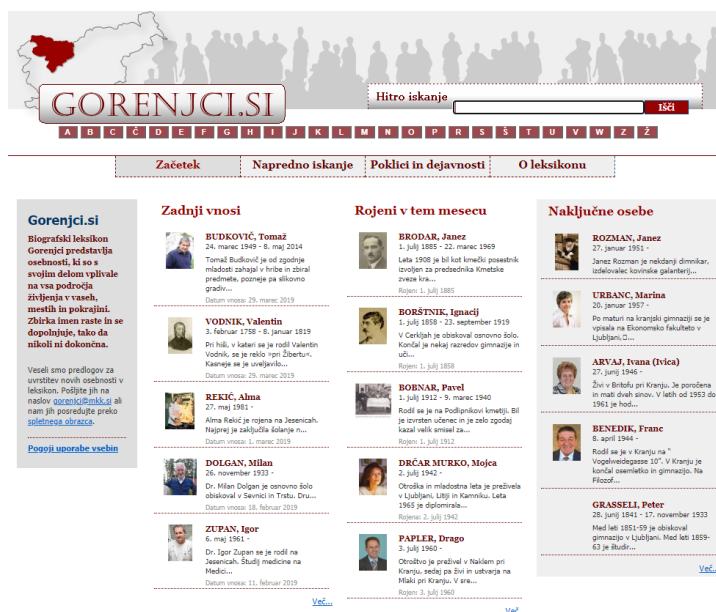 GORENJCI.SI
Hitro iskanje
Išči
A B C Č D E F G H I J K L M N O P R S Š T U V W Z Ž
Začetek
Napredno iskanje
Poklici in dejavnosti
O leksikonu
Gorenjci.si
Biografski leksikon
Gorenjci predstavlja
osebnosti, ki so s
svojim delom vplivale
na vsa področja
življenja v vaseh,
mestih in pokrajini.
Zbirka imen raste in se
dopolnjuje, tako da
nikoli ni dokončna.
Veseli smo predlogov za
uvrstitev novih osebnosti v
leksikon. Pošljite jih na
naslov gorenjci@mkk.si ali
nam jih posredujte preko
spletnega obrazca.
Pogoji uporabe vsebin
Zadnji vnosi
BUDKOVIČ, Tomaž
24. marec 1949 - 8. maj 2014
Tomaž Budkovič je od zgodnje
mladosti zahajal v hribe in zbiral
predmete, pozneje pa slikovno
gradiv...
Datum vnosa: 29. marec 2019
VODNIK, Valentin
3. februar 1758 - 8. januar 1819
Pri hiši, v kateri se je rodil Valentin
Vodnik, se je reklo »pri Žibertu«.
Kasneje se je uveljavilo...
Datum vnosa: 29. marec 2019
REKIĆ, Alma
27. maj 1981 -
Alma Rekić je rojena na Jesenicah.
Najprej je zaključila šolanje n...
Datum vnosa: 1. marec 2019
DOLGAN, Milan
26. november 1933 -
Dr. Milan Dolgan je osnovno šolo
obiskoval v Sevnici in Trstu. Dru...
Datum vnosa: 18. februar 2019
ZUPAN, Igor
6. maj 1961 -
Dr. Igor Zupan se je rodil na
Jesenicah. Študij medicine na
Medici...
Datum vnosa: 11. februar 2019
Več...
Rojeni v tem mesecu
BRODAR, Janez
1. julij 1885 - 22. marec 1969
Leta 1908 je bil kot kmečki posestnik
izvoljen za predsednika Kmetske
zveze kra...
Rojen: 1. julij 1885
BORŠTNIK, Ignacij
1. julij 1858 - 23. september 1919
V Cerkljah je obiskoval osnovno šolo.
Končal je nekaj razredov gimnazije in
uči...
Rojen: 1. julij 1858
BOBNAR, Pavel
1. julij 1912 - 9. marec 1940
Rodil se je na Podlipnikovi kmetiji. Bil
je izvrsten učenec in je zelo zgodaj
kazal velik smisel za...
Rojen: 1. julij 1912
DRČAR MURKO, Mojca
2. julij 1942 -
Otroška in mladostna leta je preživela
v Ljubljani, Litiji in Kamniku. Leta
1965 je diplomirala...
Rojena: 2. julij 1942
PAPLER, Drago
3. julij 1960 -
Otroštvo je preživel v Naklem pri
Kranju, sedaj pa živi in ustvarja na
Mlaki pri Kranju. V sre...
Rojen: 3. julij 1960
Več...
Naključne osebe
ROZMAN, Janez
27. januar 1951 -
Janez Rozman je nekdanji dimnikar,
izdelovalec kovinske galanterij...
URBANC, Marina
20. januar 1957 -
Po maturi na kranjski gimnaziji se je
vpisala na Ekonomsko fakulteto v
Ljubljani,...
ARVAJ, Ivana (Ivica)
27. junij 1946 -
Živi v Britofu pri Kranju. Je poročena
in mati dveh sinov. V letih od 1953 do
1961 je hod...
BENEDIK, Franc
8. april 1944 -
Rodil se je v Kranju na "
Vogelweidegasse 10". V Kranju je
končal osemletko in gimnazijo. Na
Filozof...
GRASSELI, Peter
28. junij 1841 - 17. november 1933
Med leti 1851-59 je obiskoval
gimnazijo v Ljubljani. Med leti 1859-
63 je študir...
Več...